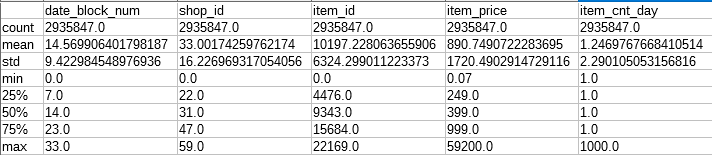 date_block_num shop_id item_id item_price item_cnt_day
count 2935847.0 2935847.0 2935847.0 2935847.0 2935847.0
mean 14.569906401798187 33.00174259762174 10197.228063655906 890.7490722283695 1.2469767668410514
std 9.422984548976936 16.226969317054056 6324.299011223373 1720.4902914729116 2.290105053156816
min 0.0 0.0 0.0 0.07 1.0
25% 7.0 22.0 4476.0 249.0 1.0
50% 14.0 31.0 9343.0 399.0 1.0
75% 23.0 47.0 15684.0 999.0 1.0
max 33.0 59.0 22169.0 59200.0 1000.0